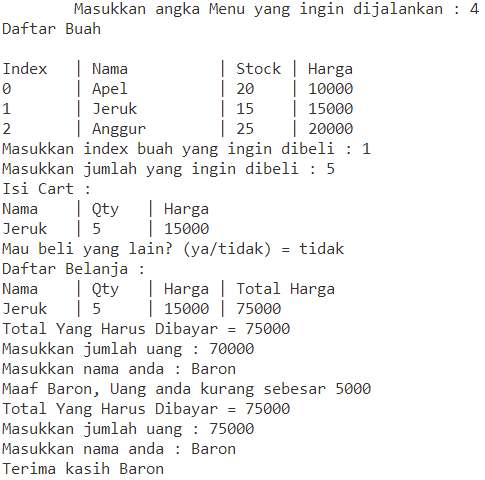 Masukkan angka Menu yang ingin dijalankan : 4
Daftar Buah
Index | Nama | Stock | Harga
0 | Apel | 20 | 10000
1 | Jeruk | 15 | 15000
2 | Anggur | 25 | 20000
Masukkan index buah yang ingin dibeli : 1
Masukkan jumlah yang ingin dibeli : 5
Isi Cart :
Nama | Qty | Harga
Jeruk | 5 | 15000
Mau beli yang lain? (ya/tidak) = tidak
Daftar Belanja :
Nama | Qty | Harga | Total Harga
Jeruk | 5 | 15000 | 75000
Total Yang Harus Dibayar = 75000
Masukkan jumlah uang : 70000
Masukkan nama anda : Baron
Maaf Baron, Uang anda kurang sebesar 5000
Total Yang Harus Dibayar = 75000
Masukkan jumlah uang : 75000
Masukkan nama anda : Baron
Terima kasih Baron